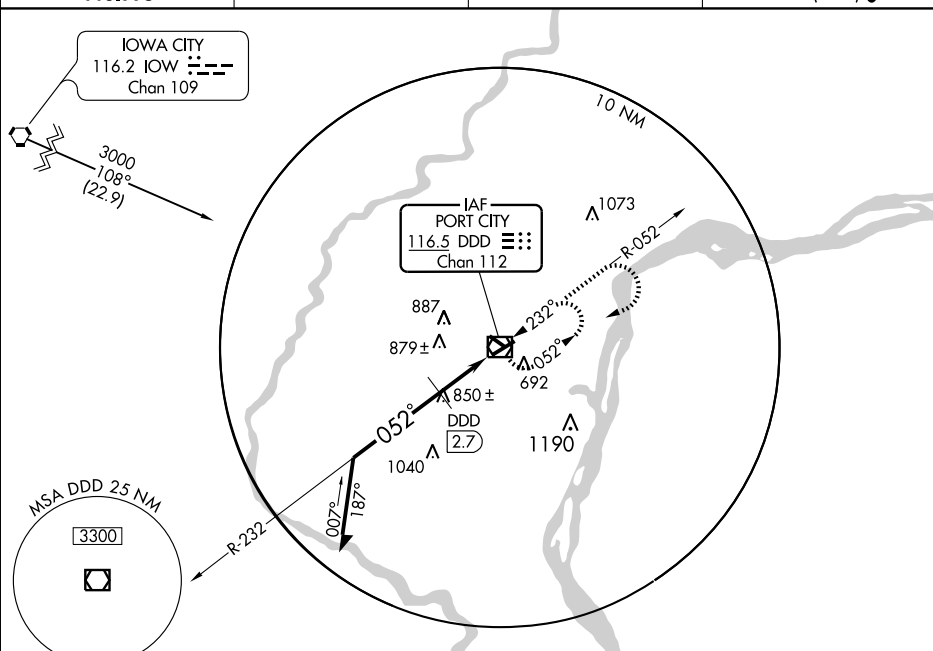 IOWA CITY
116.2 IOW
Chan 109
3000
108°
(22.9)
10 NM
IAF
PORT CITY
116.5 DDD
Chan 112
1073
R-052
887
879±
232°
052°
692
850±
052°
DDD
2.7
1040
1190
007°
187°
R-232
MSA DDD 25 NM
3300